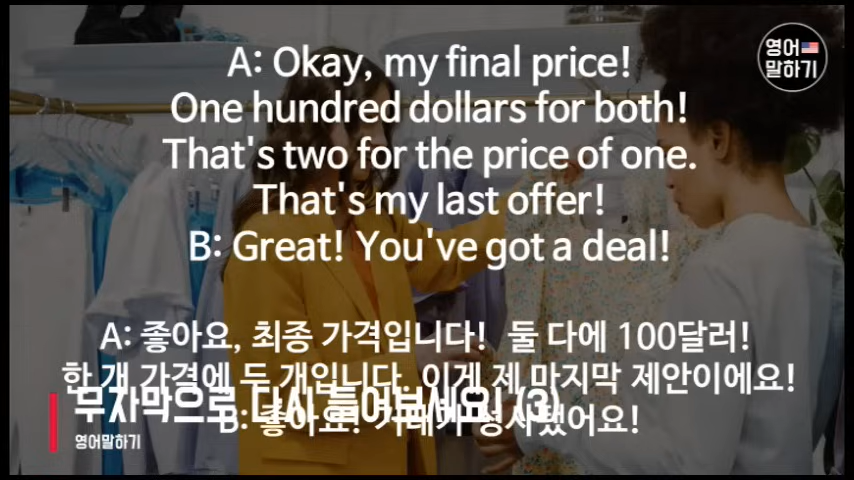 영어
말하기
A: Okay, my final price!
One hundred dollars for both!
That's two for the price of one.
That's my last offer!
B: Great! You've got a deal!
A: 좋아요, 최종 가격입니다! 둘 다에 100달러!
한 개 가격에 두 개입니다. 이게 제 마지막 제안이에요!
무자막으로 다시 들어보세요! (3)
B: 좋아요! 거래가 성사됐어요!
영어말하기